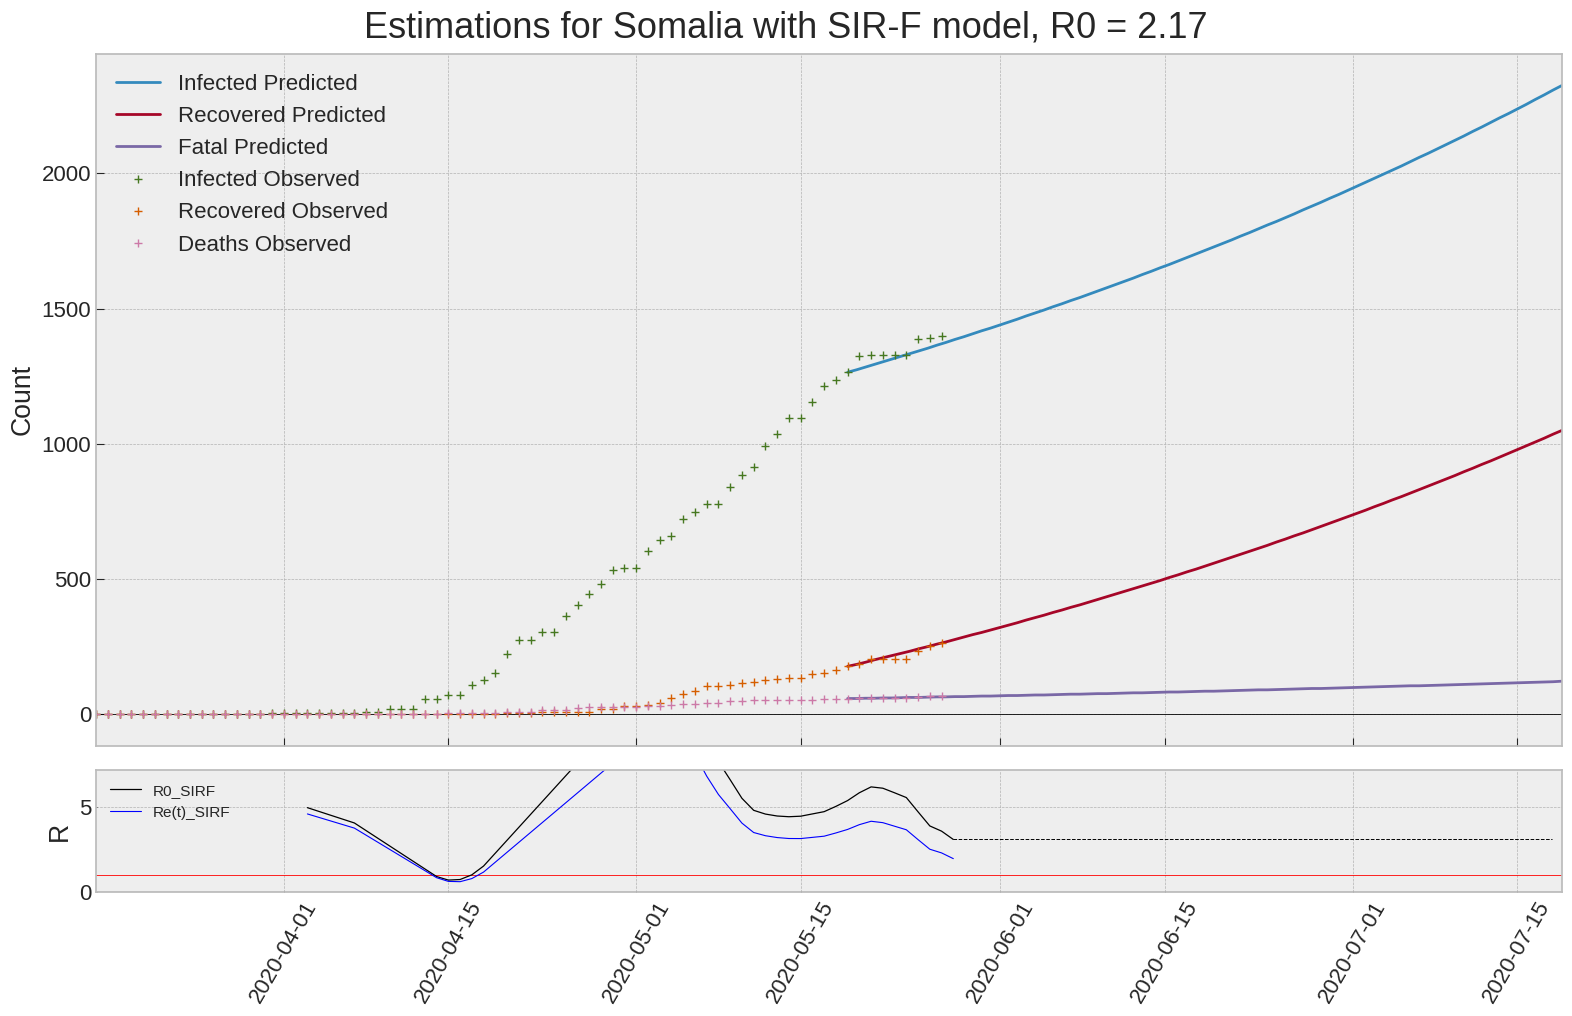 Estimations for Somalia with SIR-F model, R0 = 2.17
Infected Predicted
Recovered Predicted
Fatal Predicted
Infected Observed
Recovered Observed
Deaths Observed
Count
2000
1500
1000
500
0
R0_SIRF
Re(t)_SIRF
R
5
0
2020-04-01
2020-04-15
2020-05-01
2020-05-15
2020-06-01
2020-06-15
2020-07-01
2020-07-15